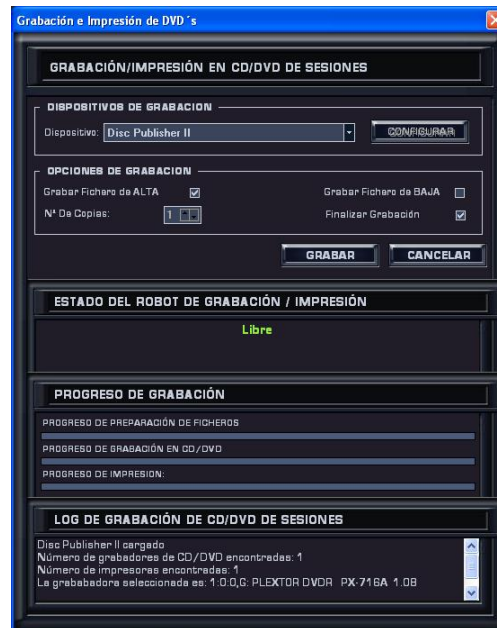 Grabación e Impresión de DVD´s
GRABACIÓN/IMPRESIÓN EN CD/DVD DE SESIONES
DISPOSITIVOS DE GRABACION
Dispositivo: Disc Publisher II CONFIGURAR
OPCIONES DE GRABACION
Grabar Fichero de ALTA Grabar Fichero de BAJA
Nº De Copias: 1 Finalizar Grabación
GRABAR CANCELAR
ESTADO DEL ROBOT DE GRABACIÓN / IMPRESIÓN
Libre
PROGRESO DE GRABACIÓN
PROGRESO DE PREPARACIÓN DE FICHEROS
PROGRESO DE GRABACIÓN EN CD/DVD
PROGRESO DE IMPRESION:
LOG DE GRABACIÓN DE CD/DVD DE SESIONES
Disc Publisher II cargado
Número de grabadores de CD/DVD encontradas: 1
Número de impresoras encontradas: 1
La grababadora seleccionada es: 1:0:0,G: PLEXTOR DVDR PX-716A 1.08